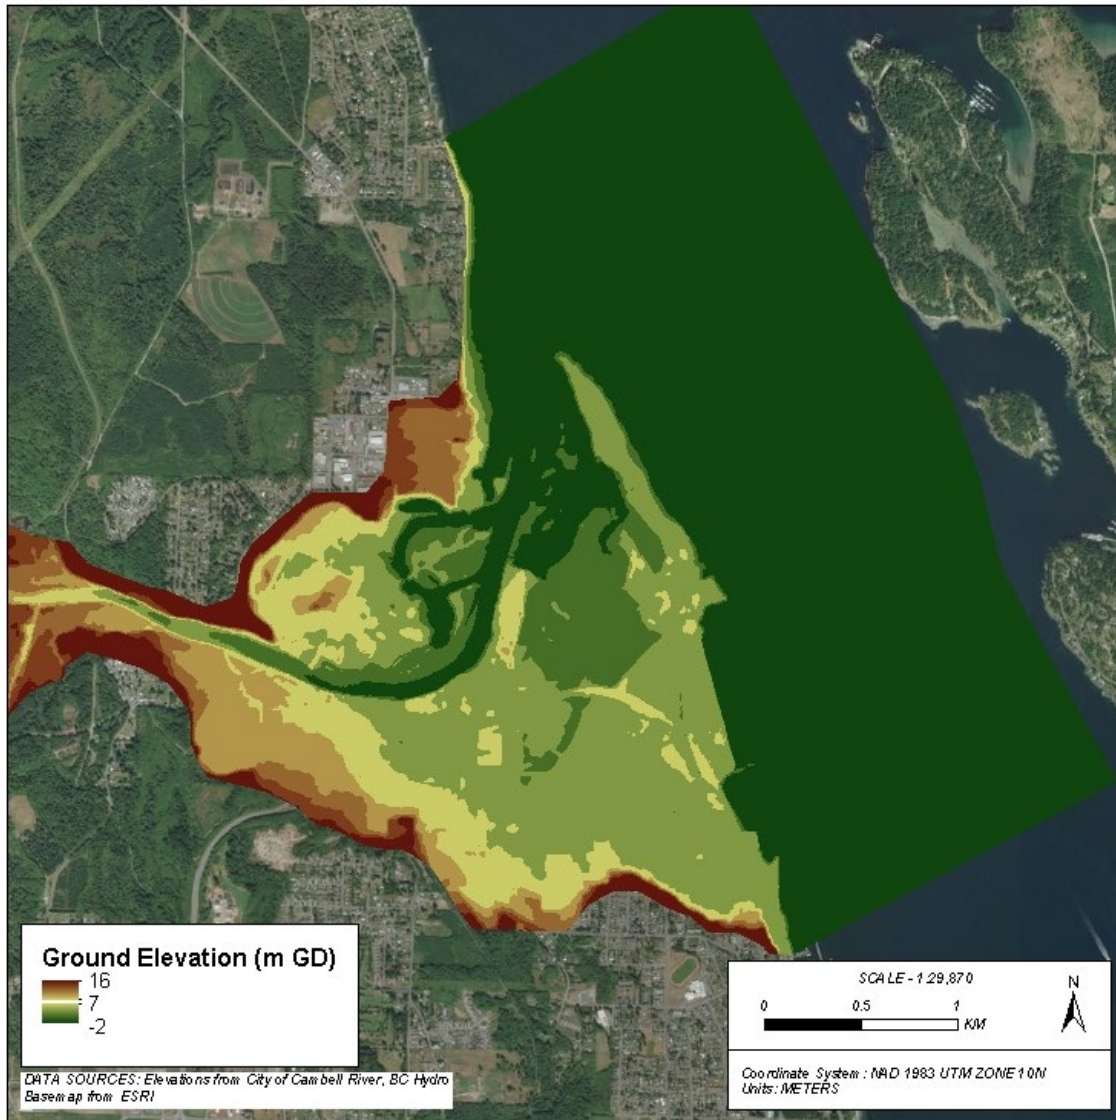 Ground Elevation (m GD)
16
7
-2
DATA SOURCES: Elevations from City of Cambell River, BC Hydro
Basemap from ESRI
SCALE - 1:29,870
0 0.5 1
KM
N
Coordinate System: NAD 1983 UTM ZONE 10N
Units: METERS